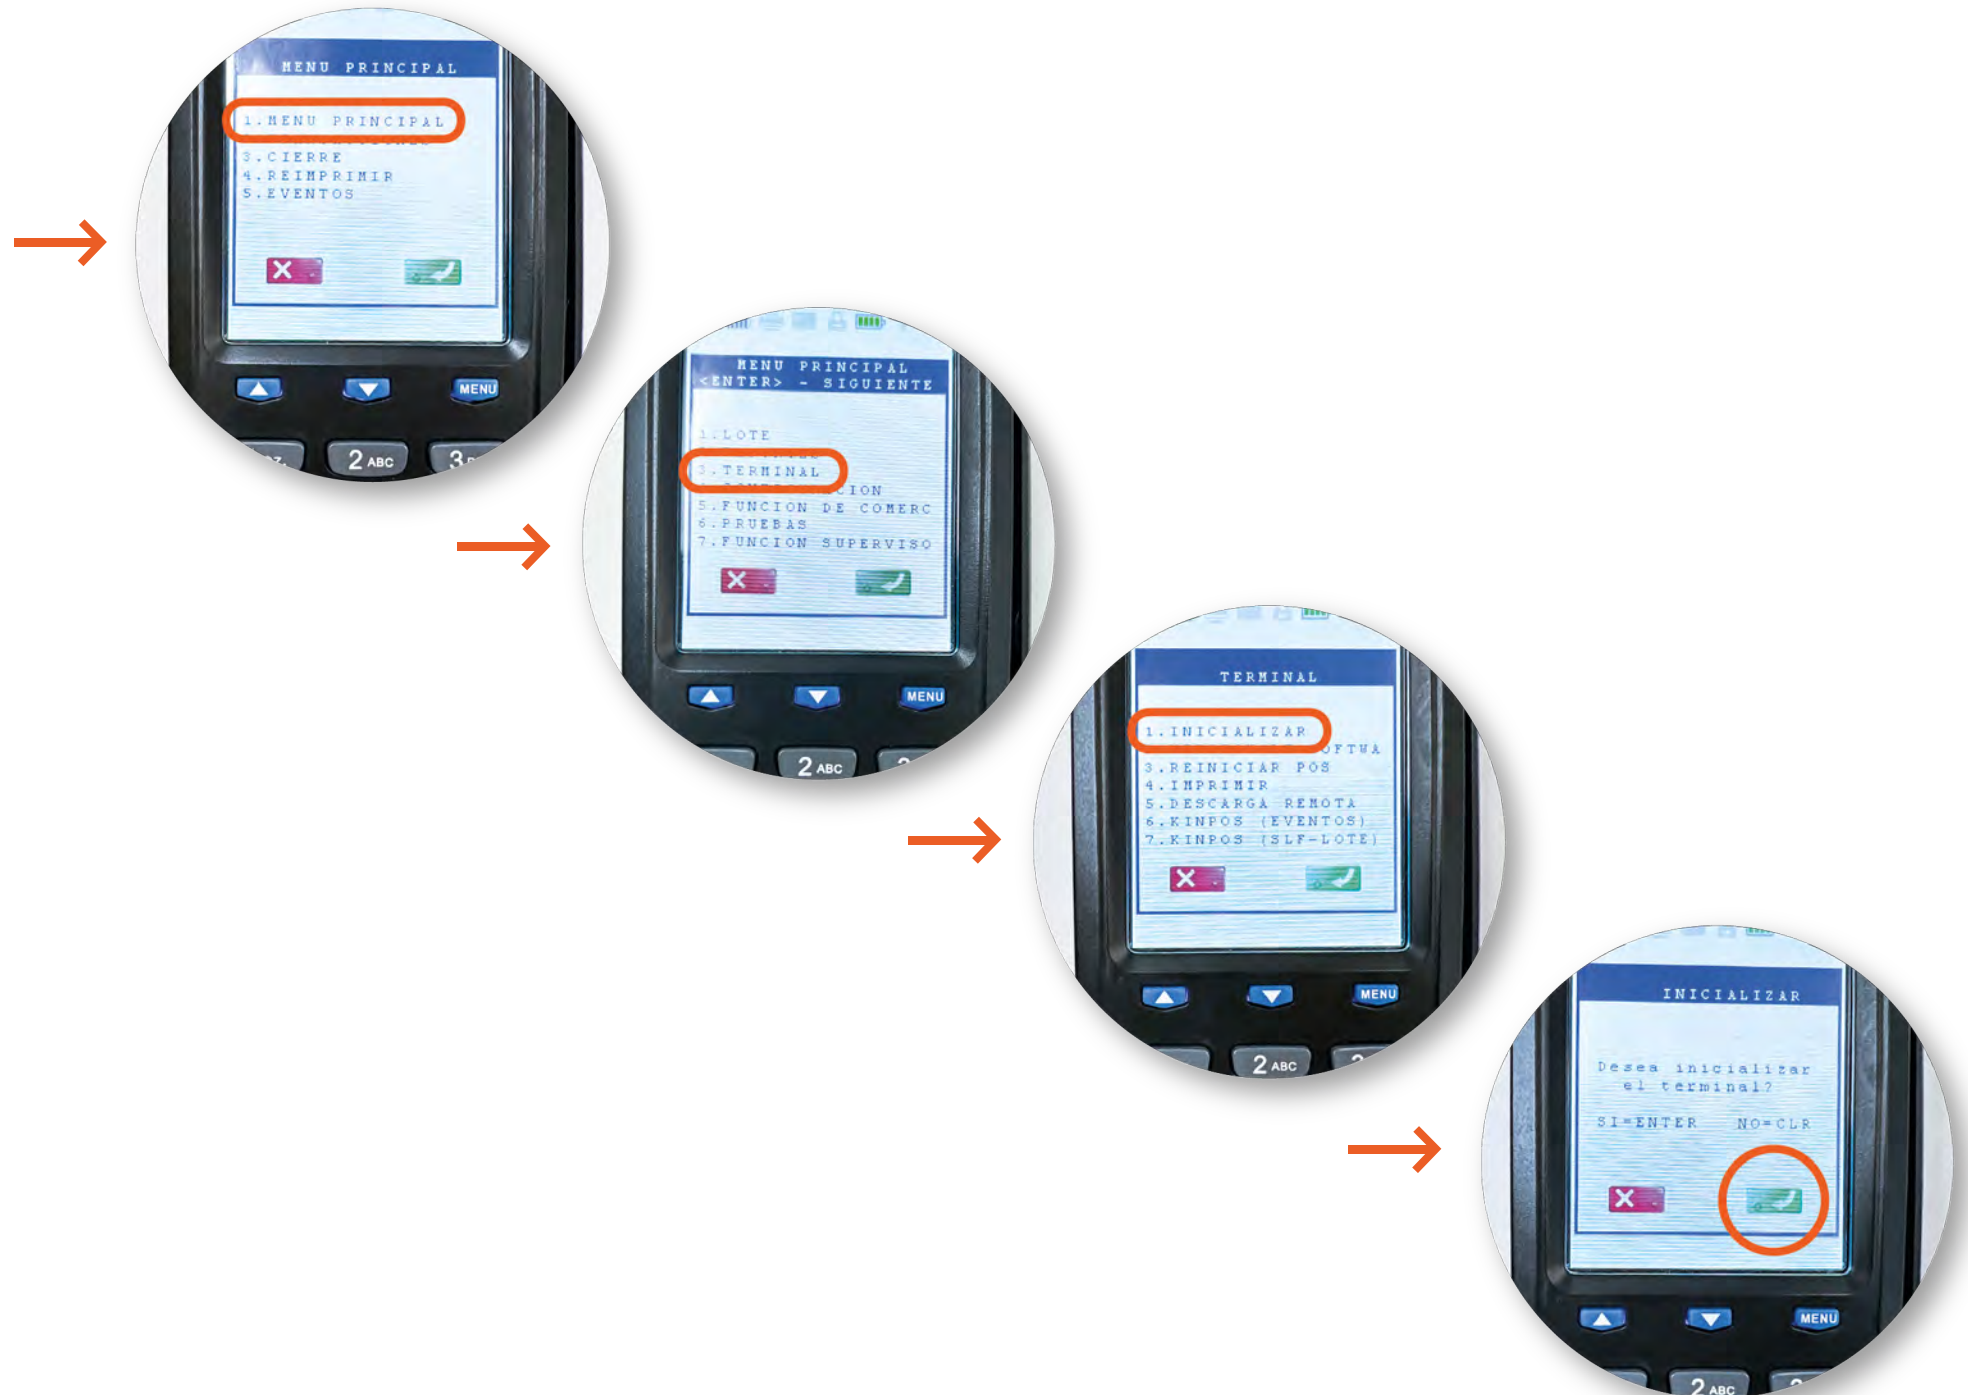 MENU PRINCIPAL
1.MENU PRINCIPAL
3.CIERRE
4.REIMPRIMIR
5.EVENTOS
MENU
2 ABC
3
MENU PRINCIPAL
<ENTER> - SIGUIENTE
1.LOTE
3.TERMINAL
5.FUNCION DE COMERC
6.PRUEBAS
7.FUNCION SUPERVISO
MENU
2 ABC
TERMINAL
1.INICIALIZAR
SOFTWA
3.REINICIAR POS
4.IMPRIMIR
5.DESCARGA REMOTA
6.KINPOS (EVENTOS)
7.KINPOS (SLF-LOTE)
MENU
2 ABC
INICIALIZAR
Desea inicializar
el terminal?
SI=ENTER NO=CLR
MENU
2 ABC